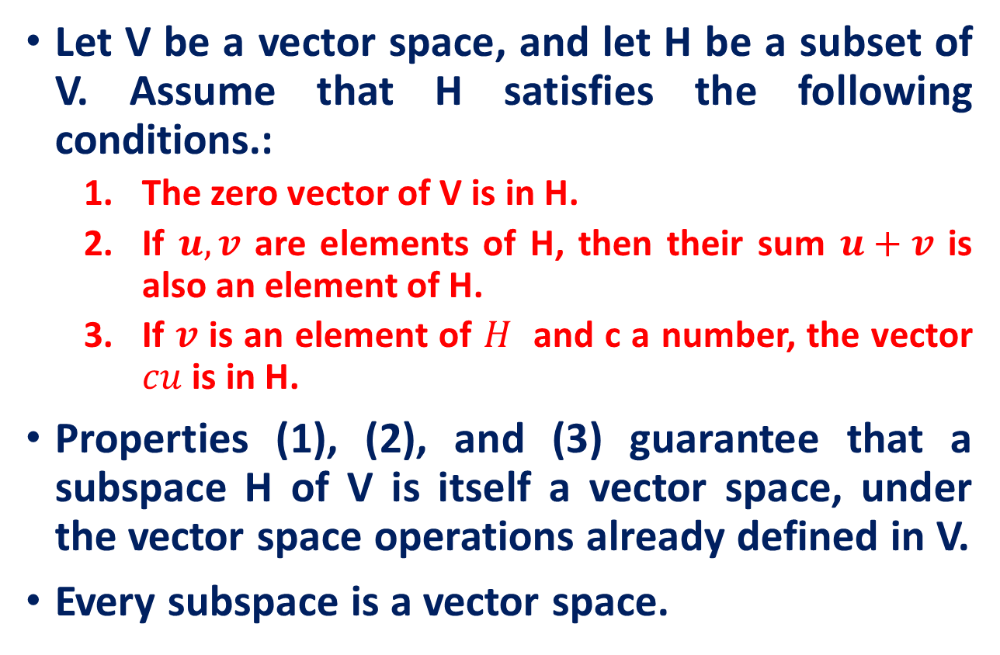 • Let V be a vector space, and let H be a subset of
V. Assume that H satisfies the following
conditions.:
1. The zero vector of V is in H.
2. If u, v are elements of H, then their sum u + v is
also an element of H.
3. If v is an element of H and c a number, the vector
cu is in H.
• Properties (1), (2), and (3) guarantee that a
subspace H of V is itself a vector space, under
the vector space operations already defined in V.
• Every subspace is a vector space.